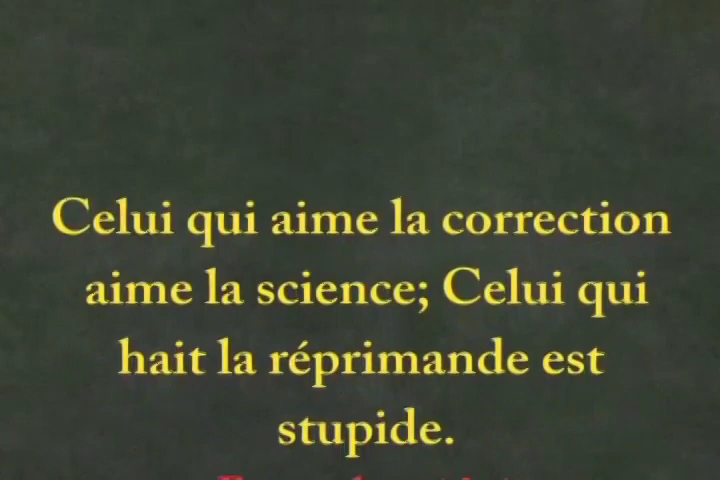 Celui qui aime la correction
aime la science; Celui qui
hait la réprimande est
stupide.